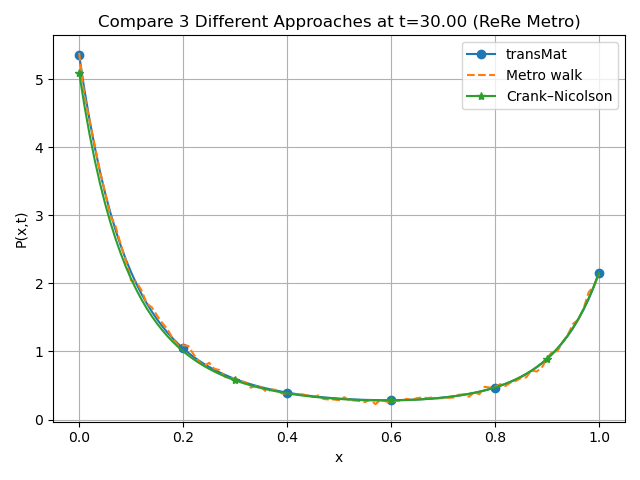 Compare 3 Different Approaches at t=30.00 (ReRe Metro)
transMat
Metro walk
Crank–Nicolson
P(x,t)
5
4
3
2
1
0
0.0
0.2
0.4
0.6
0.8
1.0
x